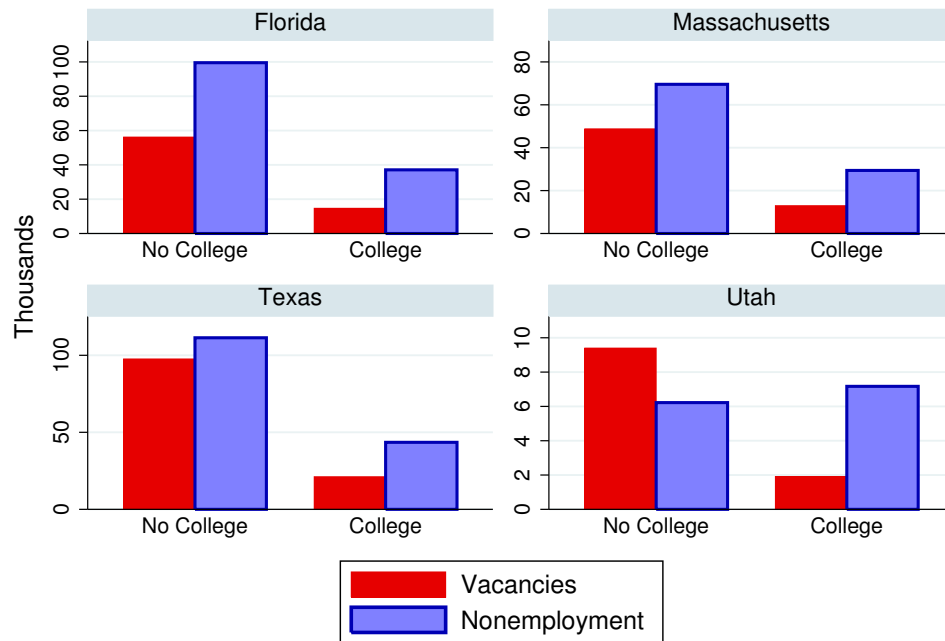 Florida
Massachusetts
Thousands
0 20 40 60 80 100
0 20 40 60 80
No College College
No College College
Texas
Utah
0 50 100
0 2 4 6 8 10
No College College
No College College
Vacancies
Nonemployment